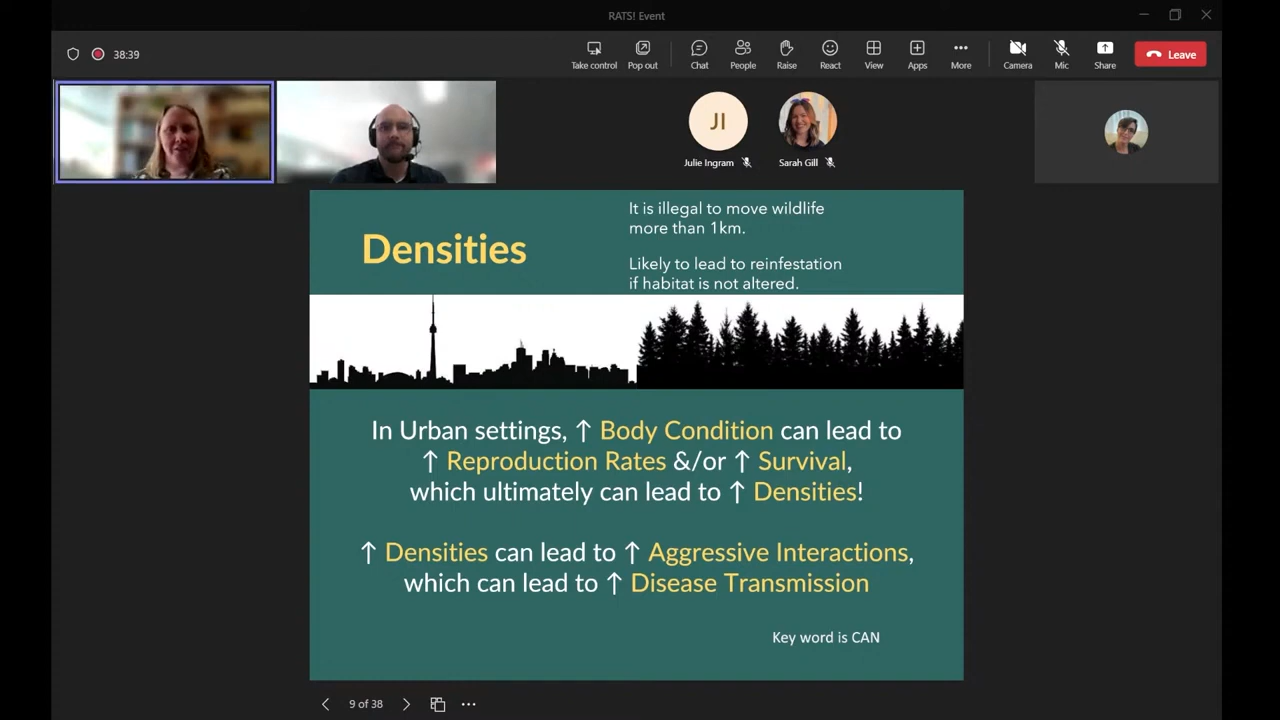 RATS! Event
38:39
Take control
Pop out
Chat
People
Raise
React
View
Apps
More
Camera
Mic
Share
Leave
JI
Julie Ingram
Sarah Gill
Densities
It is illegal to move wildlife
more than 1km.
Likely to lead to reinfestation
if habitat is not altered.
In Urban settings, ↑ Body Condition can lead to
↑ Reproduction Rates &/or ↑ Survival,
which ultimately can lead to ↑ Densities!
↑ Densities can lead to ↑ Aggressive Interactions,
which can lead to ↑ Disease Transmission
Key word is CAN
9 of 38